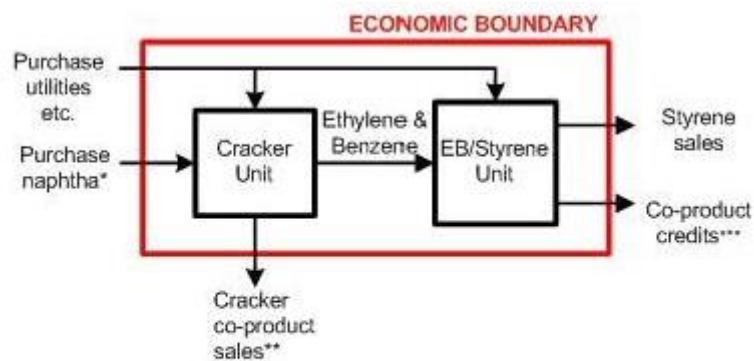 ECONOMIC BOUNDARY
Purchase
utilities
etc.
Purchase
naphtha*
Cracker
Unit
Ethylene &
Benzene
EB/Styrene
Unit
Styrene
sales
Co-product
credits***
Cracker
co-product
sales**